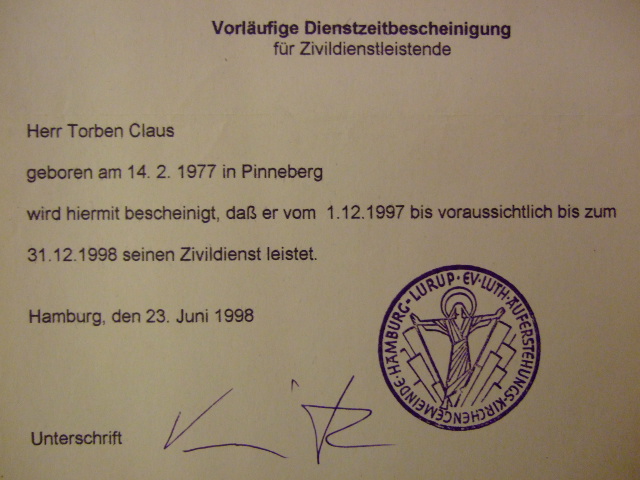 Vorläufige Dienstzeitbescheinigung
für Zivildienstleistende
Herr Torben Claus
geboren am 14. 2. 1977 in Pinneberg
wird hiermit bescheinigt, daß er vom 1.12.1997 bis voraussichtlich bis zum
31.12.1998 seinen Zivildienst leistet.
Hamburg, den 23. Juni 1998
HAMBURG-LURUP·EV·LUTH·AUFERSTEHUNGS·KIRCHENGEMEINDE·
Unterschrift